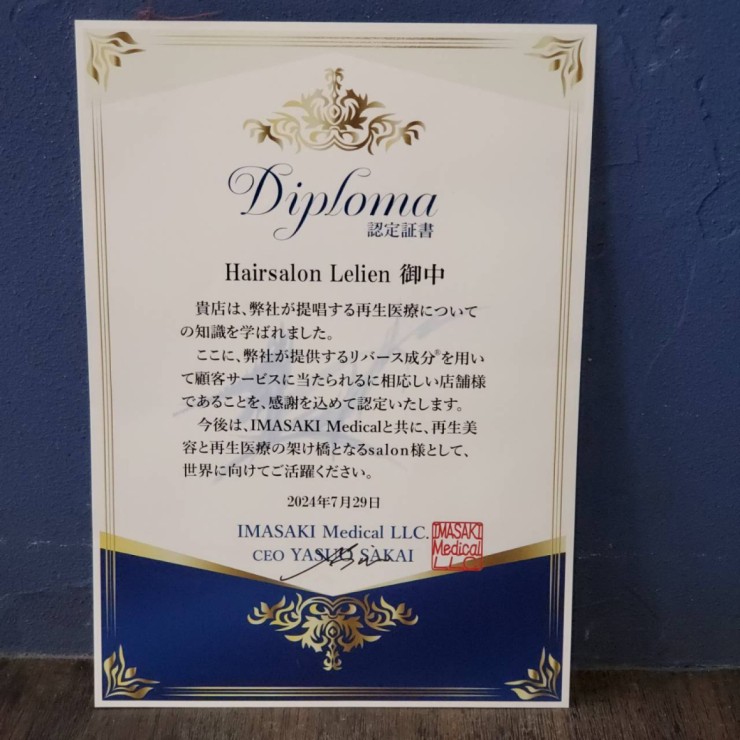 Diploma
認定証書
Hairsalon Lelien 御中
貴店は、弊社が提唱する再生医療について
の知識を学ばれました。
ここに、弊社が提供するリバース成分®を用い
て顧客サービスに当たられるに相応しい店舗様
であることを、感謝を込めて認定いたします。
今後は、IMASAKI Medicalと共に、再生美
容と再生医療の架け橋となるsalon様として、
世界に向けてご活躍ください。
2024年7月29日
IMASAKI Medical LLC.
CEO YASUO SAKAI
IMASAKI
Medical
LLC